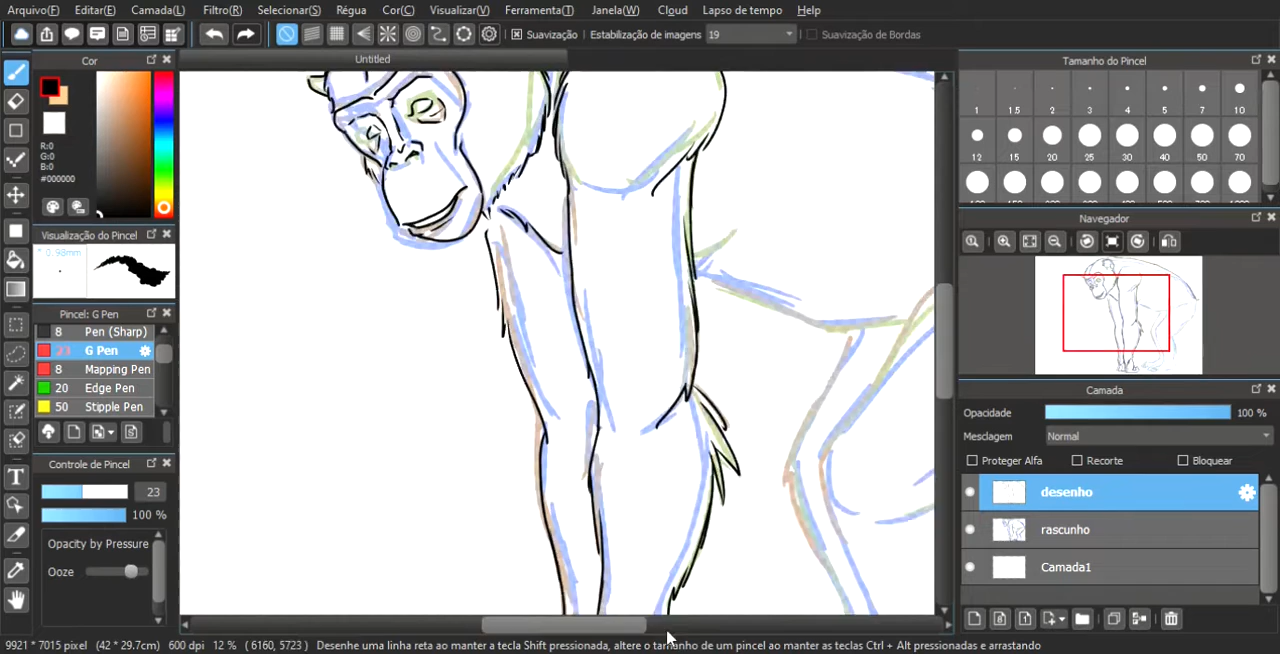 Arquivo(F) Editar(E) Camada(L) Filtro(R) Selecionar(S) Régua Cor(C) Visualizar(V) Ferramenta(T) Janela(W) Cloud Lapso de tempo Help
Suavização Estabilização de imagens 19 Suavização de Bordas
Cor
Untitled
Tamanho do Pincel
1 1.5 2 3 4 5 7 10
12 15 20 25 30 40 50 70
R:0
G:0
B:0
#000000
Visualização do Pincel
* 0.98mm
Navegador
Pincel: G Pen
8 Pen (Sharp)
23 G Pen
8 Mapping Pen
20 Edge Pen
50 Stipple Pen
Controle de Pincel
23
100 %
Opacity by Pressure
Ooze
Camada
Opacidade 100 %
Mesclagem Normal
Proteger Alfa Recorte Bloquear
desenho
rascunho
Camada1
9921 * 7015 pixel (42 * 29.7cm) 600 dpi 12 % ( 6160, 5723 ) Desenhe uma linha reta ao manter a tecla Shift pressionada, altere o tamanho de um pincel ao manter as teclas Ctrl + Alt pressionadas e arrastando